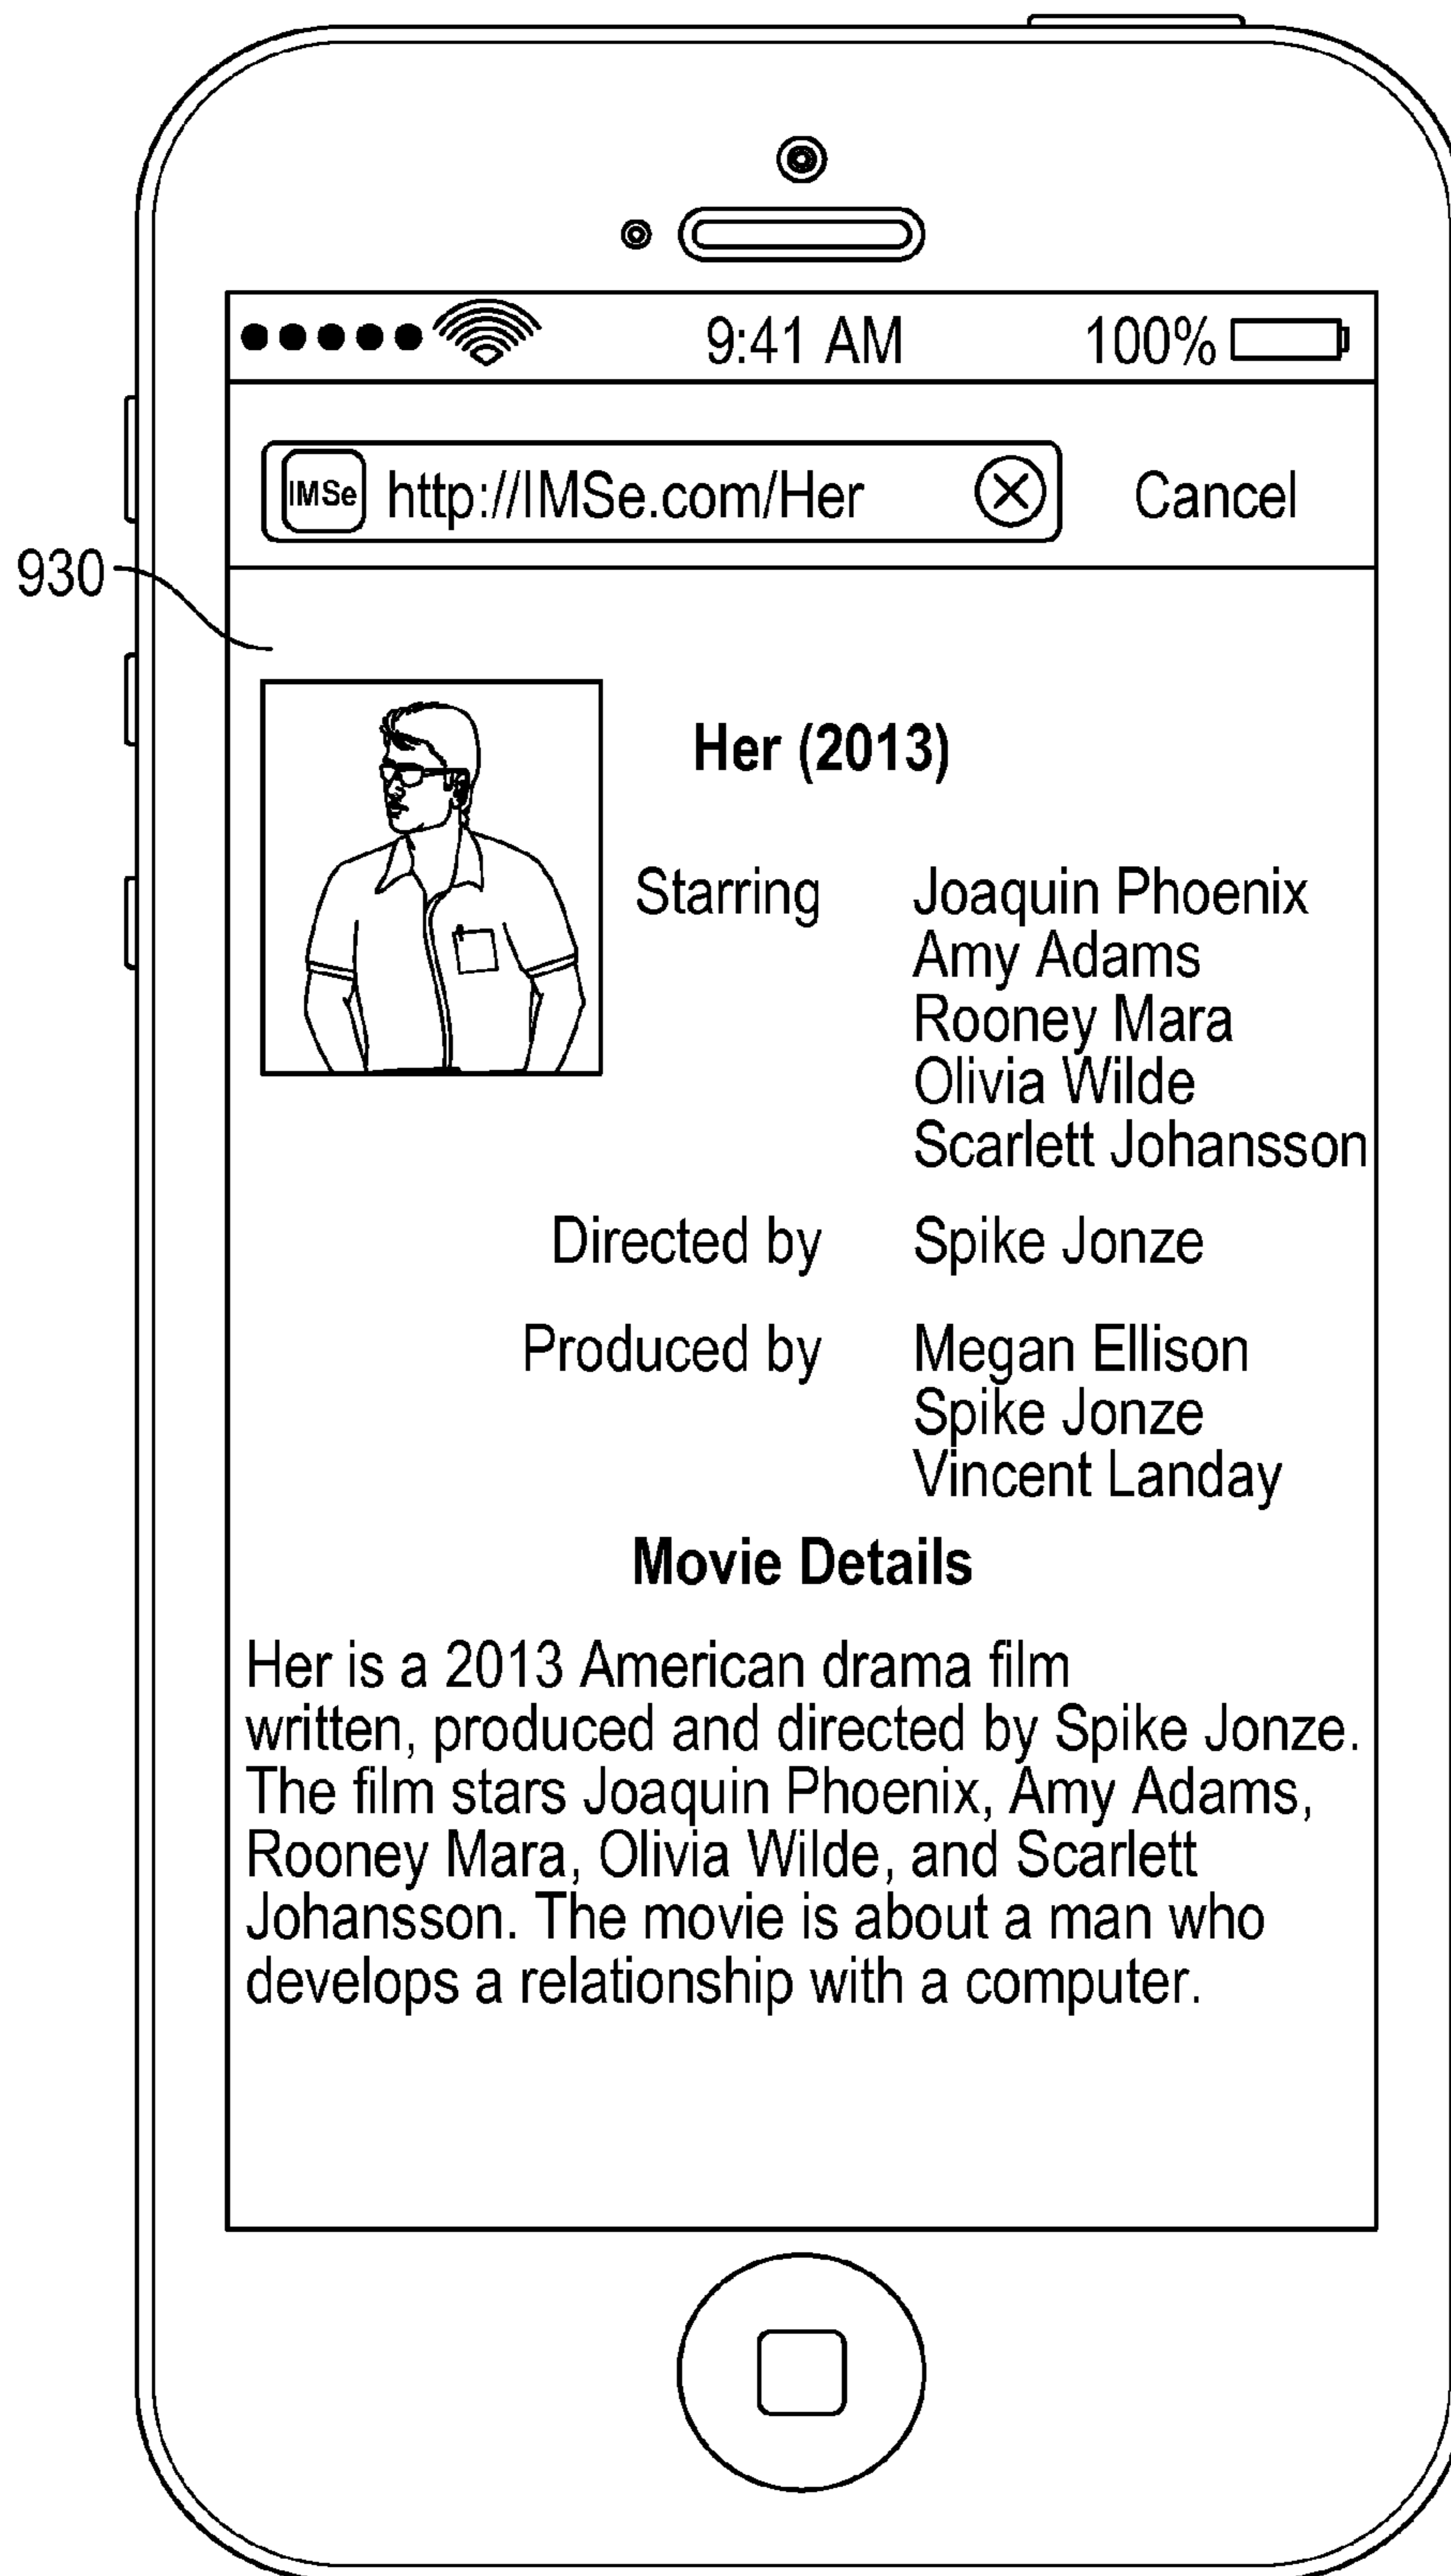 9:41 AM 100%
IMSe http://IMSe.com/Her Cancel
930
Her (2013)
Starring Joaquin Phoenix
Amy Adams
Rooney Mara
Olivia Wilde
Scarlett Johansson
Directed by Spike Jonze
Produced by Megan Ellison
Spike Jonze
Vincent Landay
Movie Details
Her is a 2013 American drama film
written, produced and directed by Spike Jonze.
The film stars Joaquin Phoenix, Amy Adams,
Rooney Mara, Olivia Wilde, and Scarlett
Johansson. The movie is about a man who
develops a relationship with a computer.